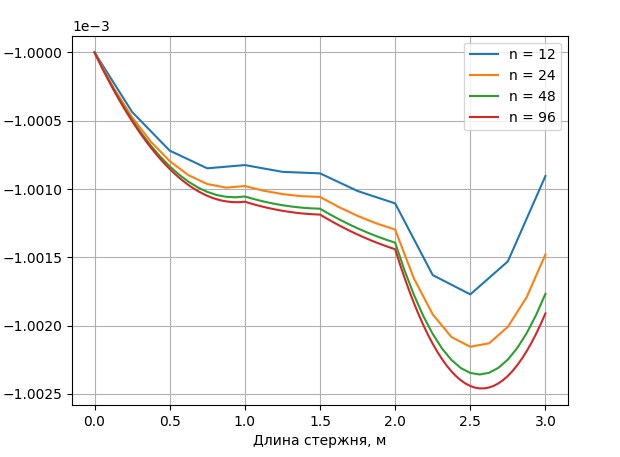 1e−3
−1.0000
−1.0005
−1.0010
−1.0015
−1.0020
−1.0025
n = 12
n = 24
n = 48
n = 96
0.0 0.5 1.0 1.5 2.0 2.5 3.0
Длина стержня, м